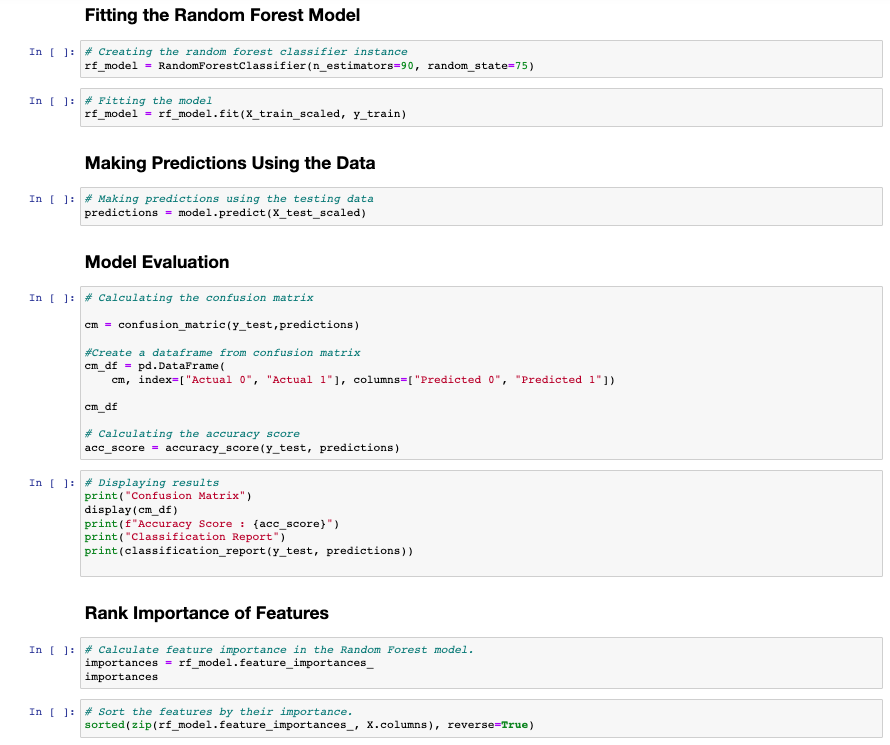 Fitting the Random Forest Model
In [ ]: # Creating the random forest classifier instance
rf_model = RandomForestClassifier(n_estimators=90, random_state=75)
In [ ]: # Fitting the model
rf_model = rf_model.fit(X_train_scaled, y_train)
Making Predictions Using the Data
In [ ]: # Making predictions using the testing data
predictions = model.predict(X_test_scaled)
Model Evaluation
In [ ]: # Calculating the confusion matrix
cm = confusion_matric(y_test,predictions)
#Create a dataframe from confusion matrix
cm_df = pd.DataFrame(
    cm, index=["Actual 0", "Actual 1"], columns=["Predicted 0", "Predicted 1"])
cm_df
# Calculating the accuracy score
acc_score = accuracy_score(y_test, predictions)
In [ ]: # Displaying results
print("Confusion Matrix")
display(cm_df)
print(f"Accuracy Score : {acc_score}")
print("Classification Report")
print(classification_report(y_test, predictions))
Rank Importance of Features
In [ ]: # Calculate feature importance in the Random Forest model.
importances = rf_model.feature_importances_
importances
In [ ]: # Sort the features by their importance.
sorted(zip(rf_model.feature_importances_, X.columns), reverse=True)